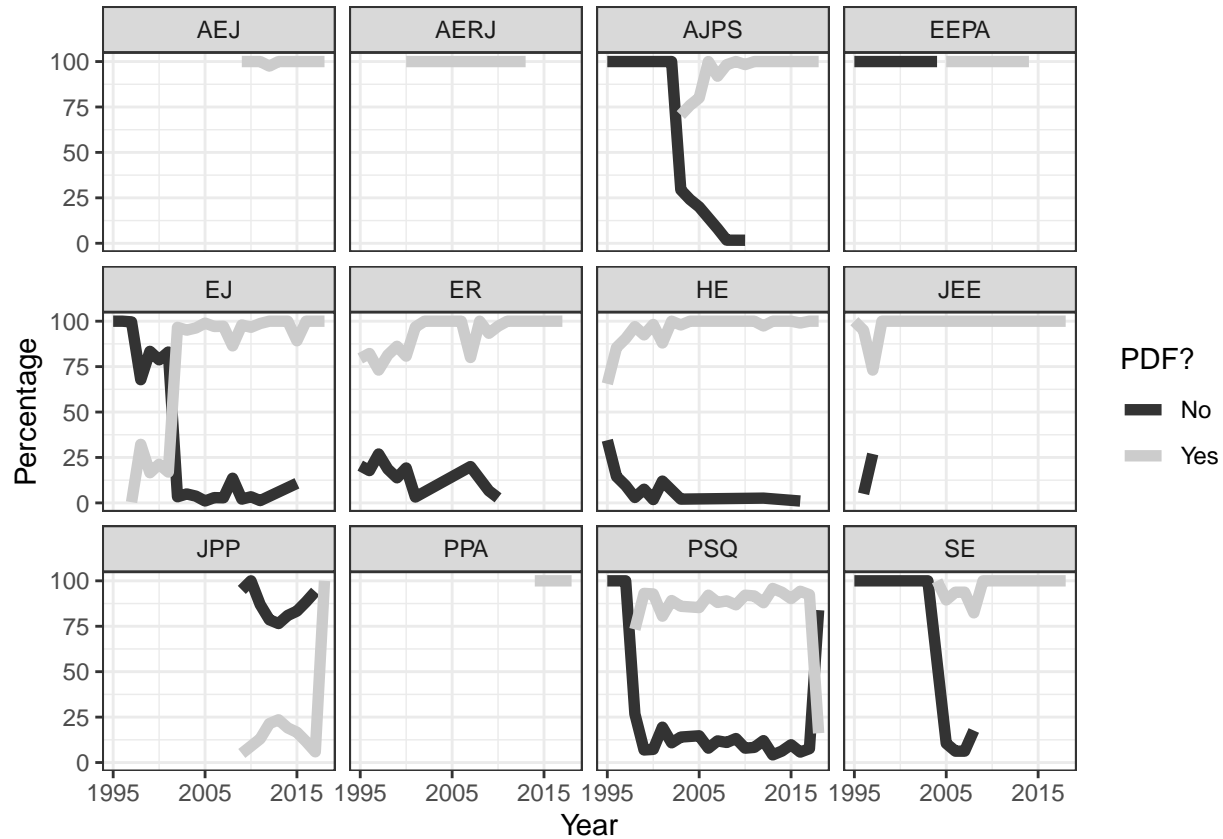 AEJ AERJ AJPS EEPA
100
75
50
25
0
EJ ER HE JEE
100
75
50
25
0
JPP PPA PSQ SE
100
75
50
25
0
1995 2005 2015 1995 2005 2015 1995 2005 2015 1995 2005 2015
Year
Percentage
PDF?
No
Yes